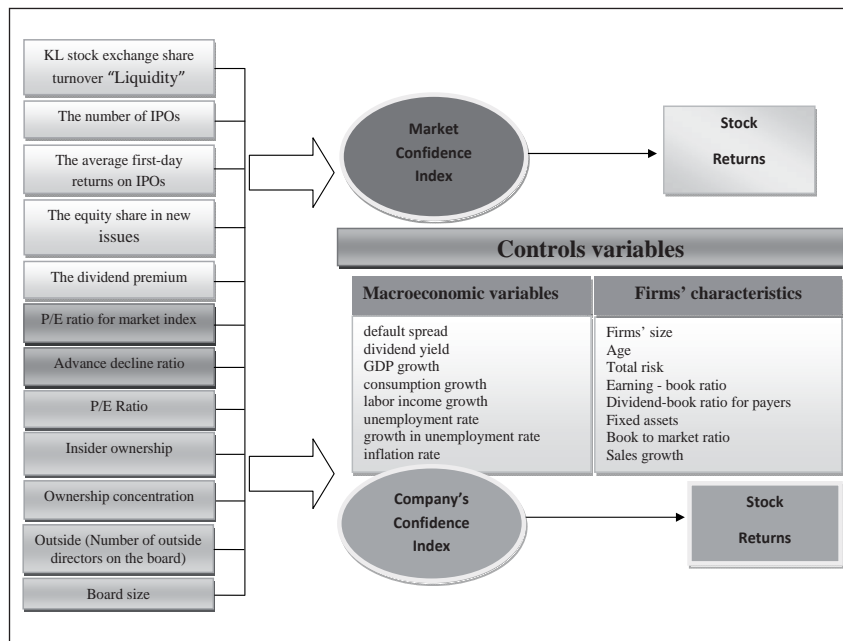 KL stock exchange share
turnover “Liquidity”
The number of IPOs
The average first-day
returns on IPOs
The equity share in new
issues
The dividend premium
P/E ratio for market index
Advance decline ratio
P/E Ratio
Insider ownership
Ownership concentration
Outside (Number of outside
directors on the board)
Board size
Market
Confidence
Index
Stock
Returns
Controls variables
Macroeconomic variables
default spread
dividend yield
GDP growth
consumption growth
labor income growth
unemployment rate
growth in unemployment rate
inflation rate
Firms’ characteristics
Firms’ size
Age
Total risk
Earning - book ratio
Dividend-book ratio for payers
Fixed assets
Book to market ratio
Sales growth
Company’s
Confidence
Index
Stock
Returns